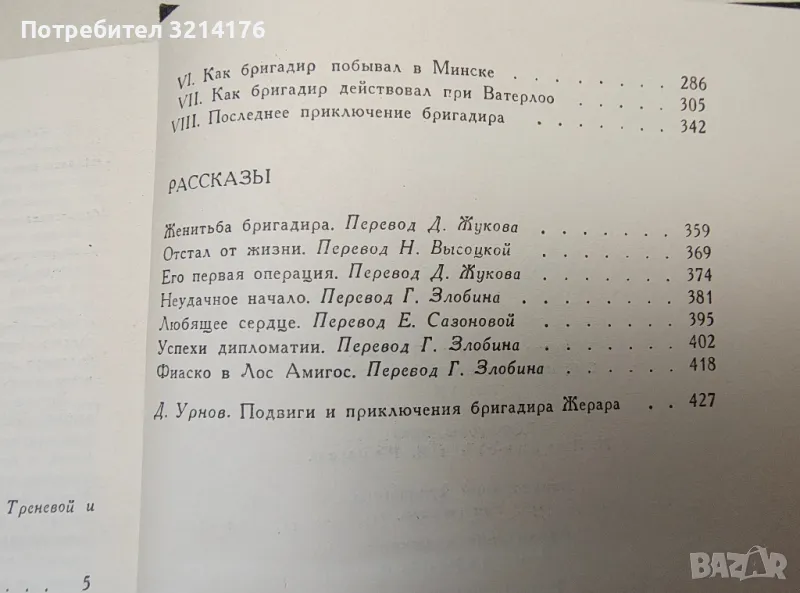 Потребител 3214176
VI. Как бригадир побывал в Минске . . . . . . . . 286
VII. Как бригадир действовал при Ватерлоо . . . . . 305
VIII. Последнее приключение бригадира . . . . . . . 342
РАССКАЗЫ
Женитьба бригадира. Перевод Д. Жукова . . . . . . 359
Отстал от жизни. Перевод Н. Высоцкой . . . . . . 369
Его первая операция. Перевод Д. Жукова . . . . . . 374
Неудачное начало. Перевод Г. Злобина . . . . . . . 381
Любящее сердце. Перевод Е. Сазоновой . . . . . . 395
Успехи дипломатии. Перевод Г. Злобина . . . . . . 402
Фиаско в Лос Амигос. Перевод Г. Злобина . . . . . 418
Д. Урнов. Подвиги и приключения бригадира Жерара . . 427
Треневой и
. . . . 5
BAZAR